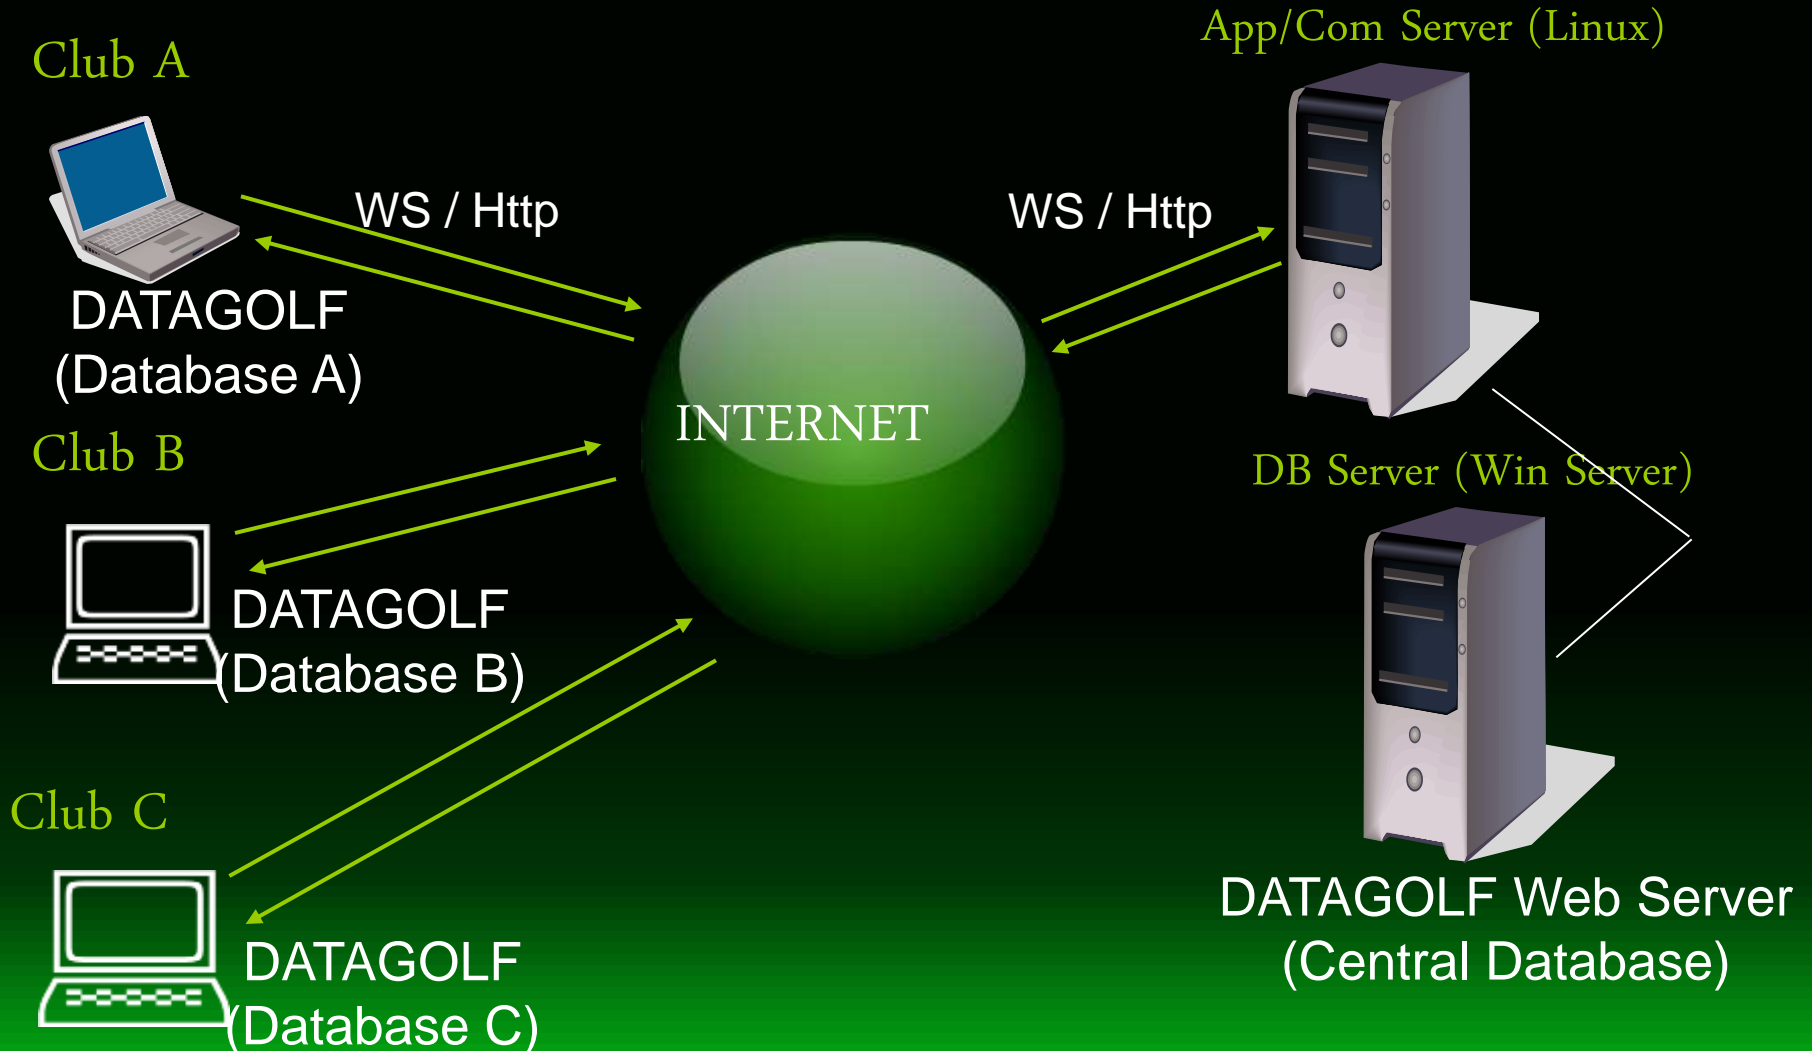 App/Com Server (Linux)
Club A
WS / Http
WS / Http
DATAGOLF
(Database A)
INTERNET
Club B
DB Server (Win Server)
DATAGOLF
(Database B)
Club C
DATAGOLF Web Server
(Central Database)
DATAGOLF
(Database C)